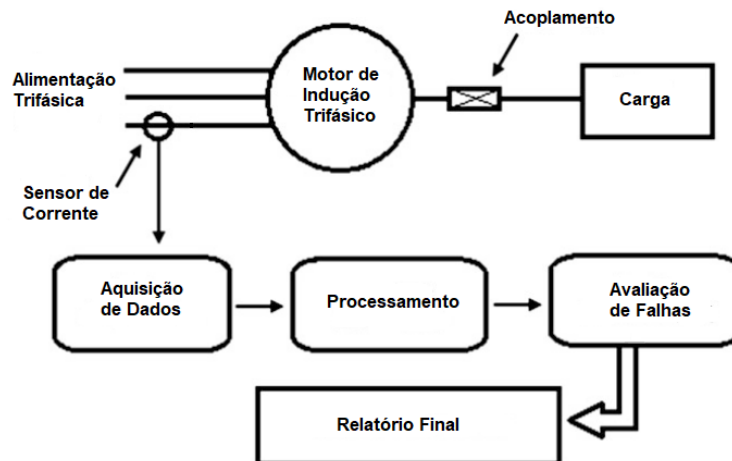 Acoplamento
Alimentação
Trifásica
Motor de
Indução
Trifásico
Carga
Sensor de
Corrente
Aquisição
de Dados
Processamento
Avaliação
de Falhas
Relatório Final